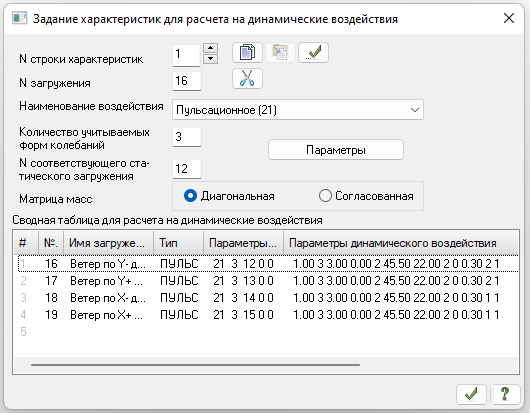 Задание характеристик для расчета на динамические воздействия
N строки характеристик 1
N загружения 16
Наименование воздействия Пульсационное (21)
Количество учитываемых форм колебаний 3
Параметры
N соответствующего ста-тического загружения 12
Матрица масс Диагональная Согласованная
Сводная таблица для расчета на динамические воздействия
# №. Имя загруже... Тип Параметры... Параметры динамического воздействия
1 16 Ветер по Y- д... ПУЛЬС 21 3 12 0 0 1.00 3 3.00 0.00 2 45.50 22.00 2 0 0.30 2 1
2 17 Ветер по Y+ ... ПУЛЬС 21 3 13 0 0 1.00 3 3.00 0.00 2 45.50 22.00 2 0 0.30 2 1
3 18 Ветер по X- д... ПУЛЬС 21 3 14 0 0 1.00 3 3.00 0.00 2 45.50 22.00 2 0 0.30 1 1
4 19 Ветер по X+ ... ПУЛЬС 21 3 15 0 0 1.00 3 3.00 0.00 2 45.50 22.00 2 0 0.30 1 1
5
?